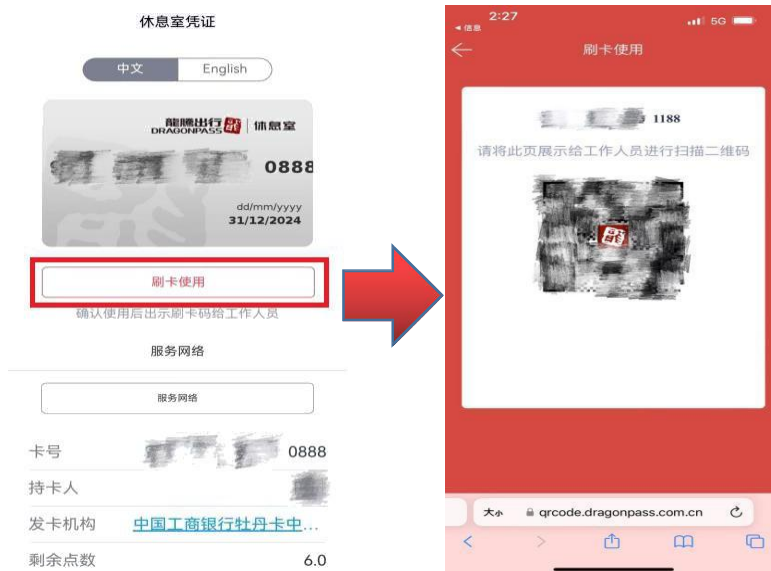 休息室凭证
中文 English
龍騰出行 休息室
DRAGONPASS
0888
dd/mm/yyyy
31/12/2024
刷卡使用
确认使用后出示刷卡码给工作人员
服务网络
服务网络
卡号 0888
持卡人
发卡机构 中国工商银行牡丹卡中...
剩余点数 6.0
2:27 5G
信息
刷卡使用
1188
请将此页展示给工作人员进行扫描二维码
大小 qrcode.dragonpass.com.cn